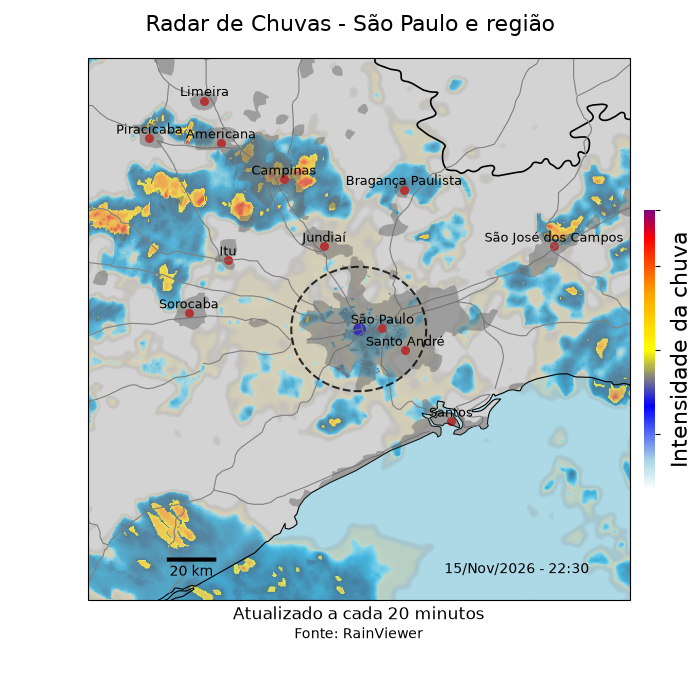 Radar de Chuvas - São Paulo e região
Limeira
Piracicaba
Americana
Campinas
Bragança Paulista
Jundiaí
São José dos Campos
Itu
Sorocaba
São Paulo
Santo André
Santos
Intensidade da chuva
20 km
15/Nov/2026 - 22:30
Atualizado a cada 20 minutos
Fonte: RainViewer